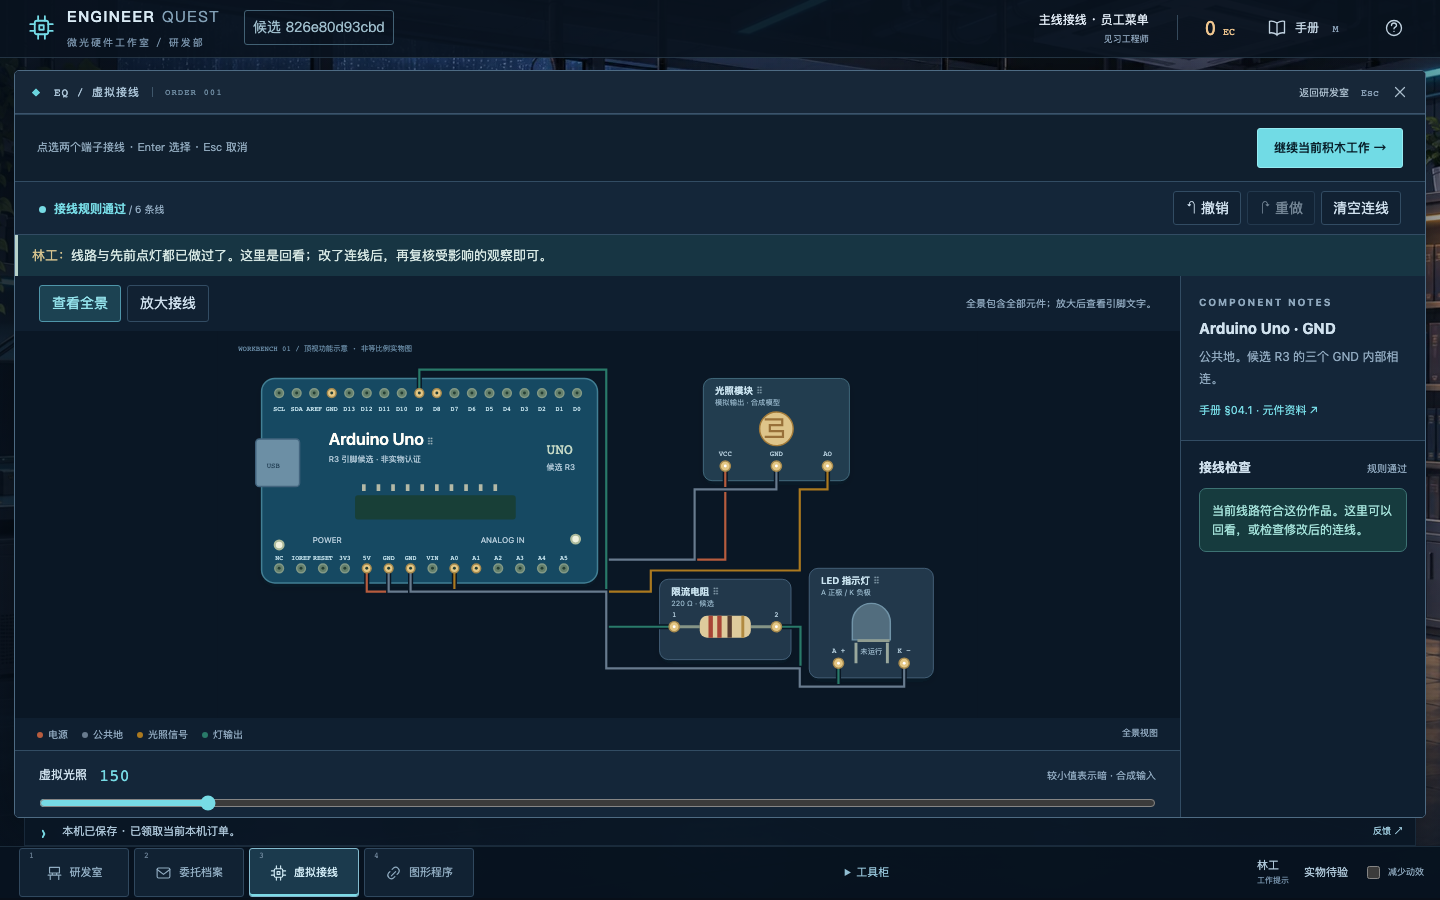 ENGINEER QUEST
微光硬件工作室 / 研发部
候选 826e80d93cbd
主线接线 · 员工菜单
见习工程师
0 EC
手册 M
EQ / 虚拟接线 ORDER 001
返回研发室 Esc
点选两个端子接线 · Enter 选择 · Esc 取消
继续当前积木工作 →
接线规则通过 / 6 条线
撤销
重做
清空连线
林工：线路与先前点灯都已做过了。这里是回看；改了连线后，再复核受影响的观察即可。
查看全景
放大接线
全景包含全部元件；放大后查看引脚文字。
WORKBENCH 01 / 顶视功能示意 · 非等比例实物图
SCL SDA AREF GND D13 D12 D11 D10 D9 D8 D7 D6 D5 D4 D3 D2 D1 D0
Arduino Uno
R3 引脚候选 · 非实物认证
UNO
候选 R3
USB
POWER
ANALOG IN
NC IOREF RESET 3V3 5V GND GND VIN A0 A1 A2 A3 A4 A5
光照模块
模拟输出 · 合成模型
VCC GND AO
限流电阻
220 Ω · 候选
1 2
LED 指示灯
A 正极 / K 负极
A + 未运行 K −
电源 公共地 光照信号 灯输出
全景视图
虚拟光照 150
较小值表示暗 · 合成输入
COMPONENT NOTES
Arduino Uno · GND
公共地。候选 R3 的三个 GND 内部相
连。
手册 §04.1 · 元件资料 ↗
接线检查 规则通过
当前线路符合这份作品。这里可以
回看，或检查修改后的连线。
本机已保存 · 已领取当前本机订单。
反馈 ↗
1 研发室
2 委托档案
3 虚拟接线
4 图形程序
工具柜
林工
工作提示
实物待验
减少动效